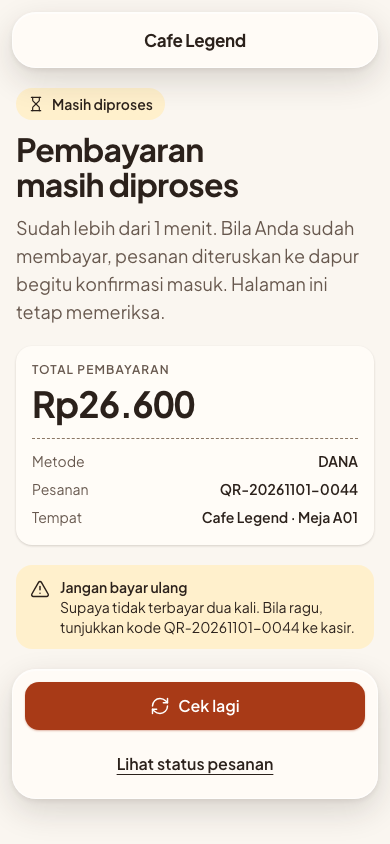 Cafe Legend
Masih diproses
Pembayaran
masih diproses
Sudah lebih dari 1 menit. Bila Anda sudah
membayar, pesanan diteruskan ke dapur
begitu konfirmasi masuk. Halaman ini
tetap memeriksa.
TOTAL PEMBAYARAN
Rp26.600
Metode DANA
Pesanan QR-20261101-0044
Tempat Cafe Legend · Meja A01
Jangan bayar ulang
Supaya tidak terbayar dua kali. Bila ragu,
tunjukkan kode QR-20261101-0044 ke kasir.
Cek lagi
Lihat status pesanan